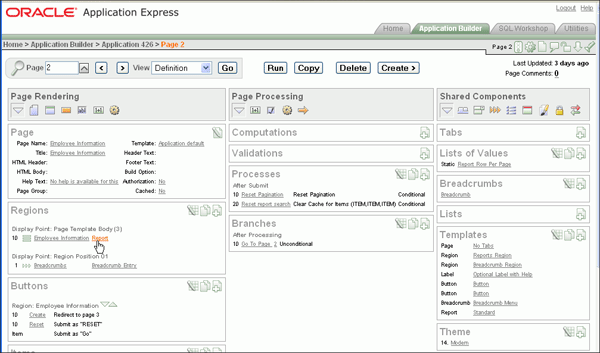 ORACLE Application Express
Logout Help
Home Application Builder SQL Workshop Utilities
Home > Application Builder > Application 426 > Page 2
Page 2
Page 2 < > View Definition Go Run Copy Delete Create >
Last Updated: 3 days ago
Page Comments: 0
Page Rendering
Page
Page Name: Employee Information Template: Application default
Title: Employee Information Header Text:
HTML Header: Footer Text:
HTML Body: Build Option:
Help Text: No help is available for this Authorization: No
Page Group: Cached: No
Regions
Display Point: Page Template Body (3)
10 Employee Information Report
Display Point: Region Position 01
1 Breadcrumbs Breadcrumb Entry
Buttons
Region: Employee Information
10 Create Redirect to page 3
10 Reset Submit as "RESET"
Item Submit as "Go"
Page Processing
Computations
Validations
Processes
After Submit
10 Reset Pagination Reset Pagination Conditional
20 Reset report search Clear Cache for Items (ITEM,ITEM,ITEM) Conditional
Branches
After Processing
10 Go To Page 2 Unconditional
Shared Components
Tabs
Lists of Values
Static Report Row Per Page
Breadcrumbs
Breadcrumb
Lists
Templates
Page No Tabs
Region Reports Region
Region Breadcrumb Region
Label Optional Label with Help
Button Button
Button Button
Breadcrumb Breadcrumb Menu
Report Standard
Theme
14. Modern